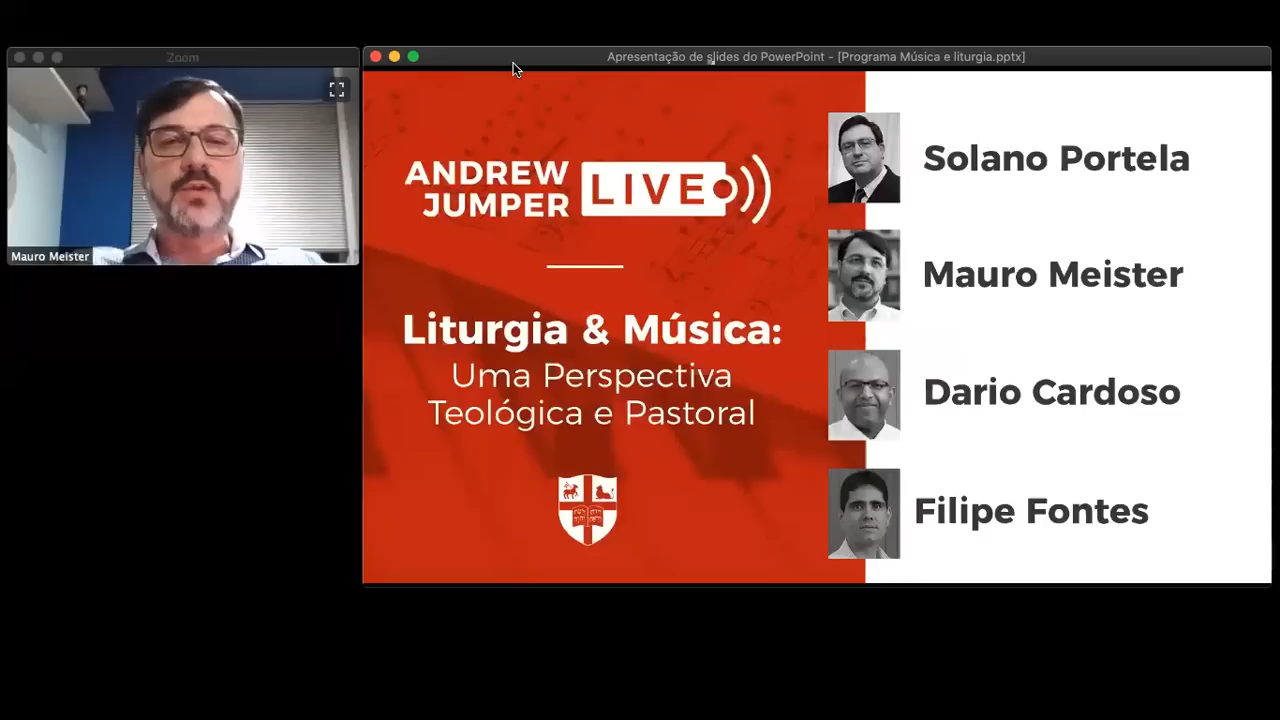 Zoom
Mauro Meister
Apresentação de slides do PowerPoint - [Programa Música e liturgia.pptx]
ANDREW
JUMPER
LIVE
Liturgia & Música:
Uma Perspectiva
Teológica e Pastoral
Solano Portela
Mauro Meister
Dario Cardoso
Filipe Fontes